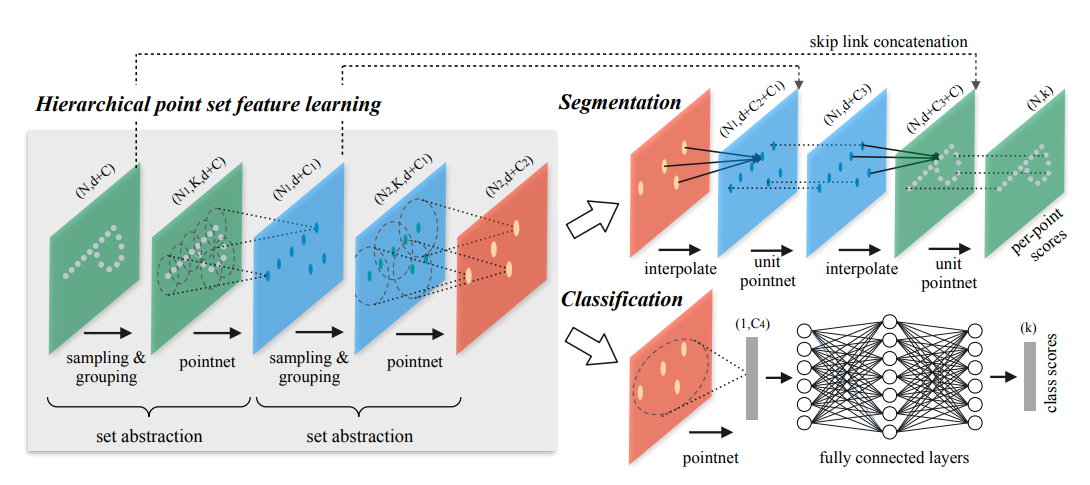 skip link concatenation
Hierarchical point set feature learning
(N,d+C)
(N1,K,d+C)
(N1,d+C1)
(N2,K,d+C1)
(N2,d+C2)
sampling &
grouping
pointnet
sampling &
grouping
pointnet
set abstraction
set abstraction
Segmentation
(N1,d+C2+C1)
(N1,d+C3)
(N,d+C3+C)
(N,k)
interpolate
unit
pointnet
interpolate
unit
pointnet
per-point
scores
Classification
(1,C4)
(k)
class scores
pointnet
fully connected layers